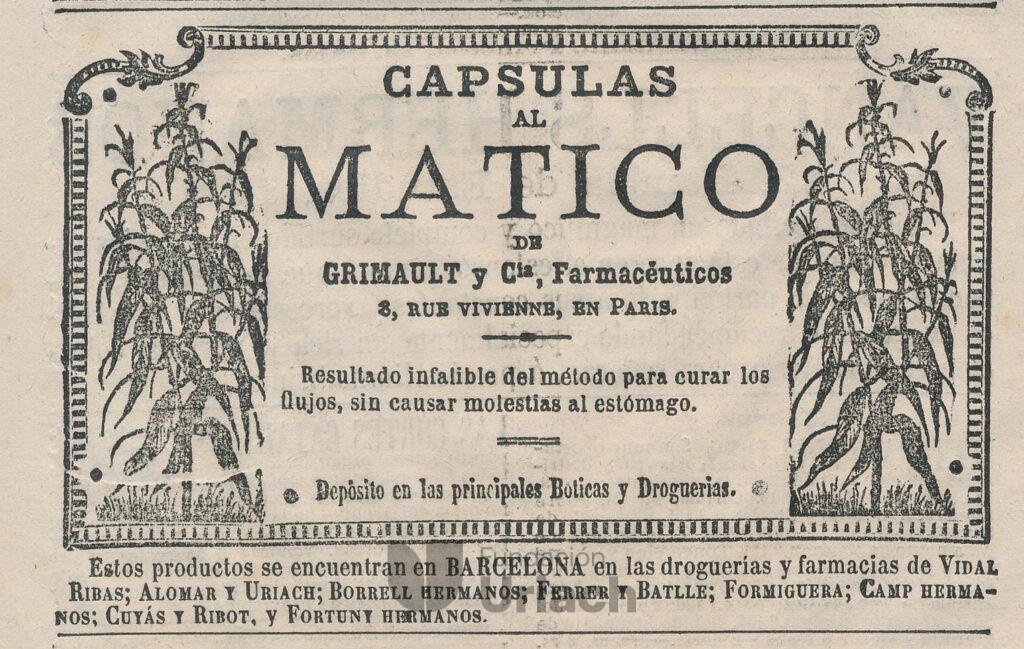 CAPSULAS
AL
MATICO
DE
GRIMAULT y Cia, Farmacéuticos
8, RUE VIVIENNE, EN PARIS.
Resultado infalible del método para curar los
flujos, sin causar molestias al estómago.
Depósito en las principales Boticas y Droguerias.
Estos productos se encuentran en BARCELONA en las droguerías y farmacias de VIDAL
RIBAS; ALOMAR Y URIACH; BORRELL HERMANOS; FERRER Y BATLLE; FORMIGUERA; CAMP HERMA-
NOS; CUYÁS Y RIBOT, y FORTUNY HERMANOS.
Fundación
Uriach